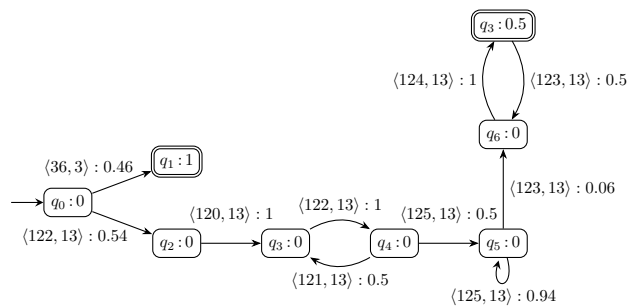 q₃ : 0.5
⟨124, 13⟩ : 1
⟨123, 13⟩ : 0.5
q₆ : 0
⟨36, 3⟩ : 0.46
q₁ : 1
q₀ : 0
⟨122, 13⟩ : 0.54
⟨123, 13⟩ : 0.06
⟨120, 13⟩ : 1
⟨122, 13⟩ : 1
⟨125, 13⟩ : 0.5
q₂ : 0
q₃ : 0
q₄ : 0
q₅ : 0
⟨121, 13⟩ : 0.5
⟨125, 13⟩ : 0.94